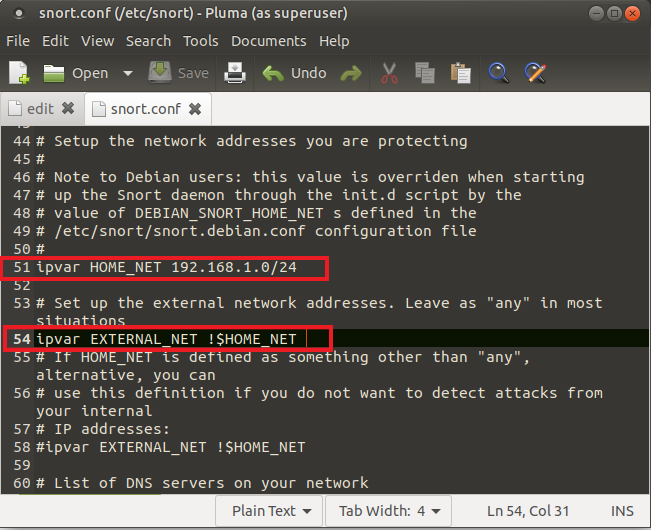 snort.conf (/etc/snort) - Pluma (as superuser)
File Edit View Search Tools Documents Help
Open Save Undo
edit snort.conf
44 # Setup the network addresses you are protecting
45 #
46 # Note to Debian users: this value is overriden when starting
47 # up the Snort daemon through the init.d script by the
48 # value of DEBIAN_SNORT_HOME_NET s defined in the
49 # /etc/snort/snort.debian.conf configuration file
50 #
51 ipvar HOME_NET 192.168.1.0/24
52
53 # Set up the external network addresses. Leave as "any" in most
situations
54 ipvar EXTERNAL_NET !$HOME_NET
55 # If HOME_NET is defined as something other than "any",
alternative, you can
56 # use this definition if you do not want to detect attacks from
your internal
57 # IP addresses:
58 #ipvar EXTERNAL_NET !$HOME_NET
59
60 # List of DNS servers on your network
Plain Text Tab Width: 4 Ln 54, Col 31 INS